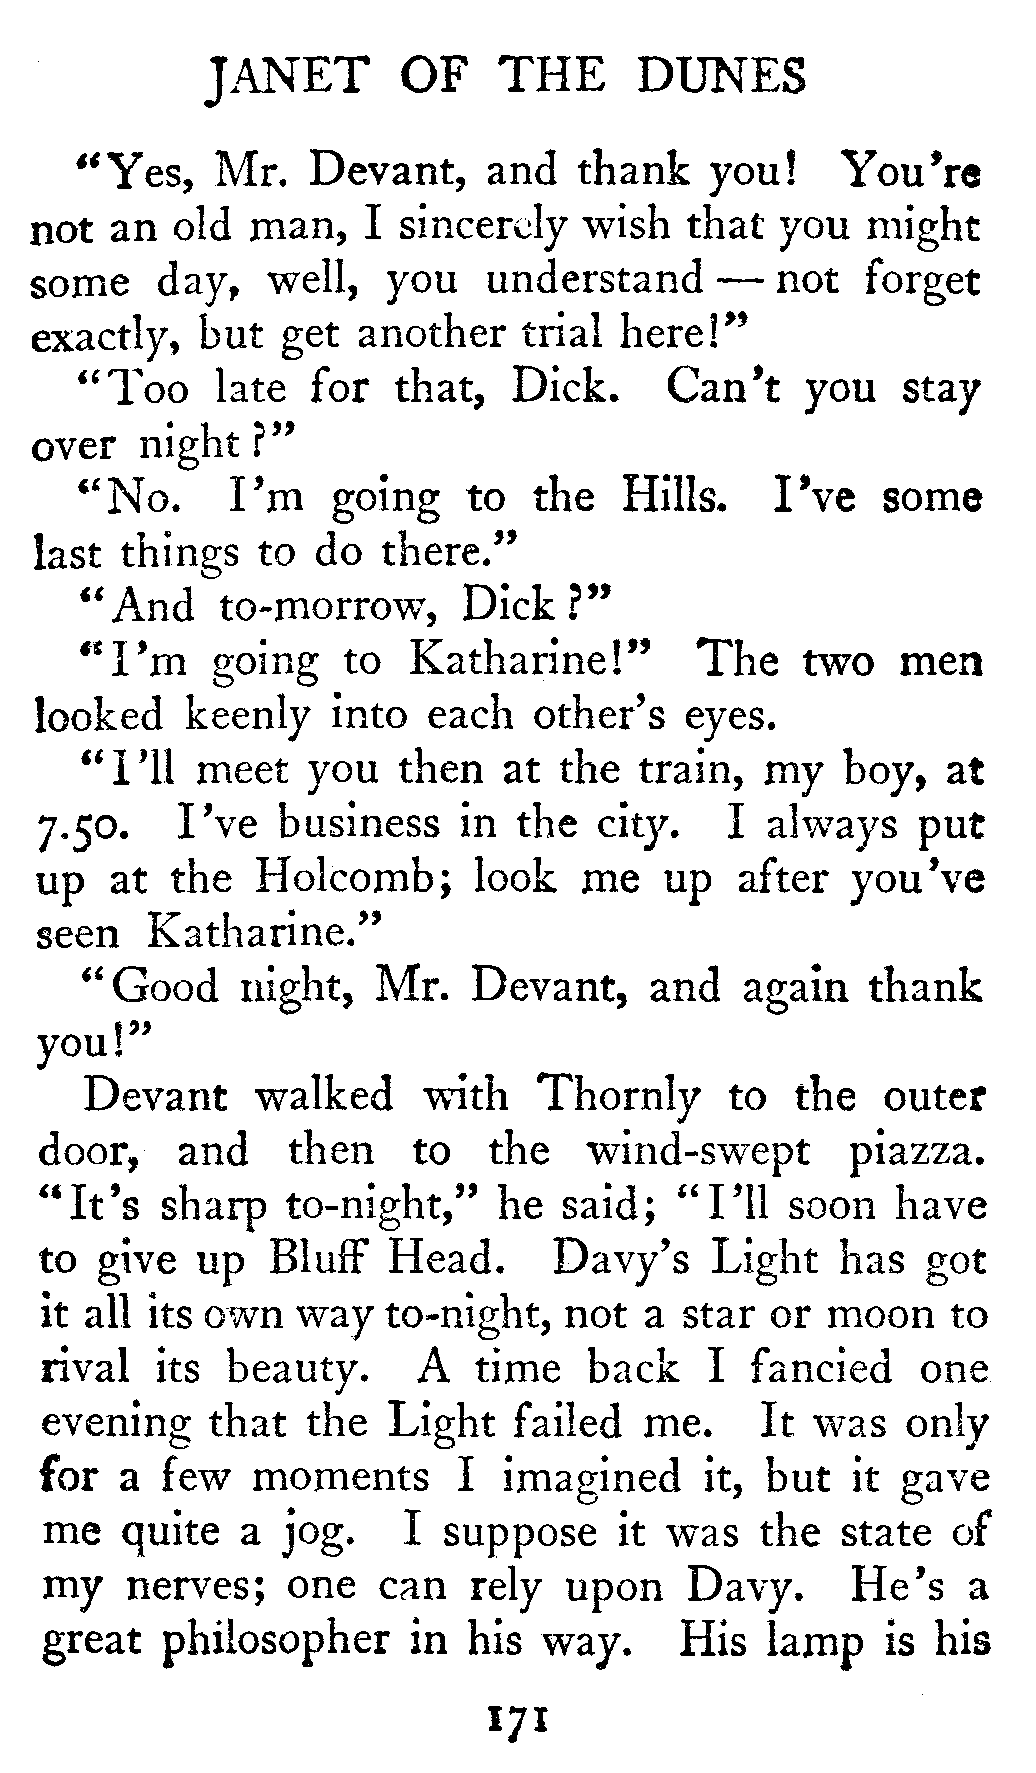 JANET OF THE DUNES
"Yes, Mr. Devant, and thank you! You're
not an old man, I sincerely wish that you might
some day, well, you understand — not forget
exactly, but get another trial here!"
"Too late for that, Dick. Can't you stay
over night?"
"No. I'm going to the Hills. I've some
last things to do there."
"And to-morrow, Dick?"
"I'm going to Katharine!" The two men
looked keenly into each other's eyes.
"I'll meet you then at the train, my boy, at
7.50. I've business in the city. I always put
up at the Holcomb; look me up after you've
seen Katharine."
"Good night, Mr. Devant, and again thank
you!"
Devant walked with Thornly to the outer
door, and then to the wind-swept piazza.
"It's sharp to-night," he said; "I'll soon have
to give up Bluff Head. Davy's Light has got
it all its own way to-night, not a star or moon to
rival its beauty. A time back I fancied one
evening that the Light failed me. It was only
for a few moments I imagined it, but it gave
me quite a jog. I suppose it was the state of
my nerves; one can rely upon Davy. He's a
great philosopher in his way. His lamp is his
171